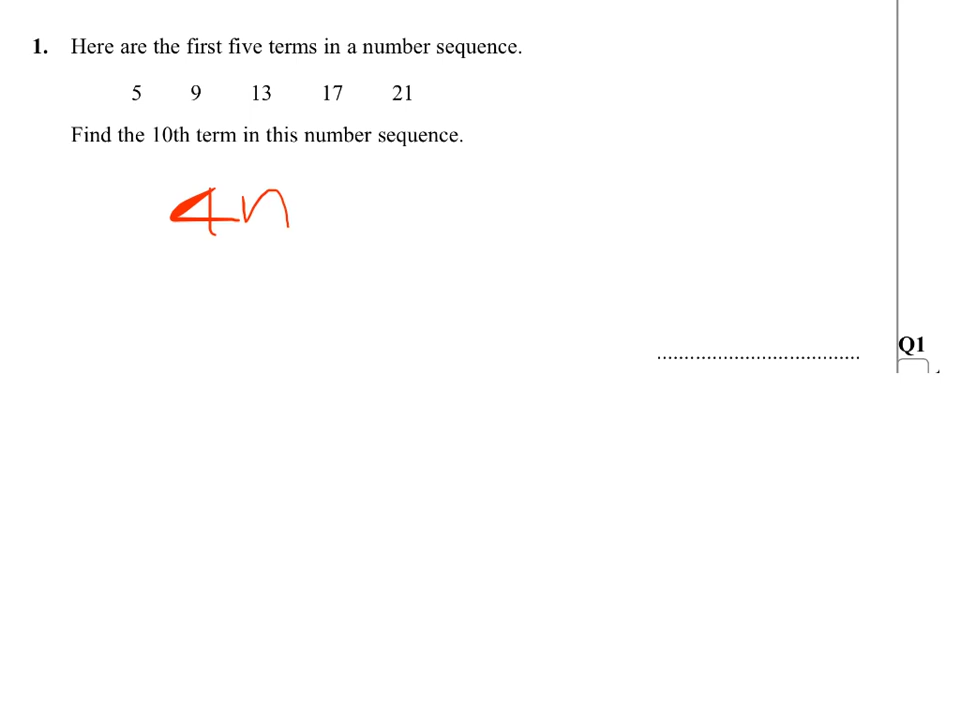 1. Here are the first five terms in a number sequence.
5 9 13 17 21
Find the 10th term in this number sequence.
4n
....................................
Q1